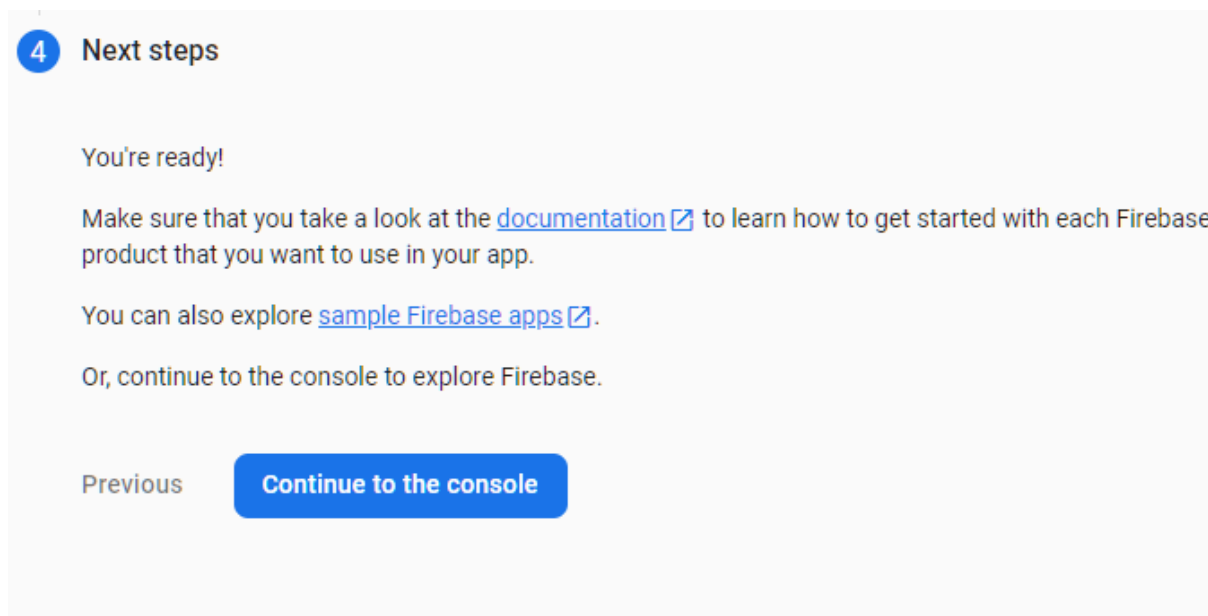 4 Next steps
You're ready!
Make sure that you take a look at the documentation to learn how to get started with each Firebase
product that you want to use in your app.
You can also explore sample Firebase apps.
Or, continue to the console to explore Firebase.
Previous Continue to the console